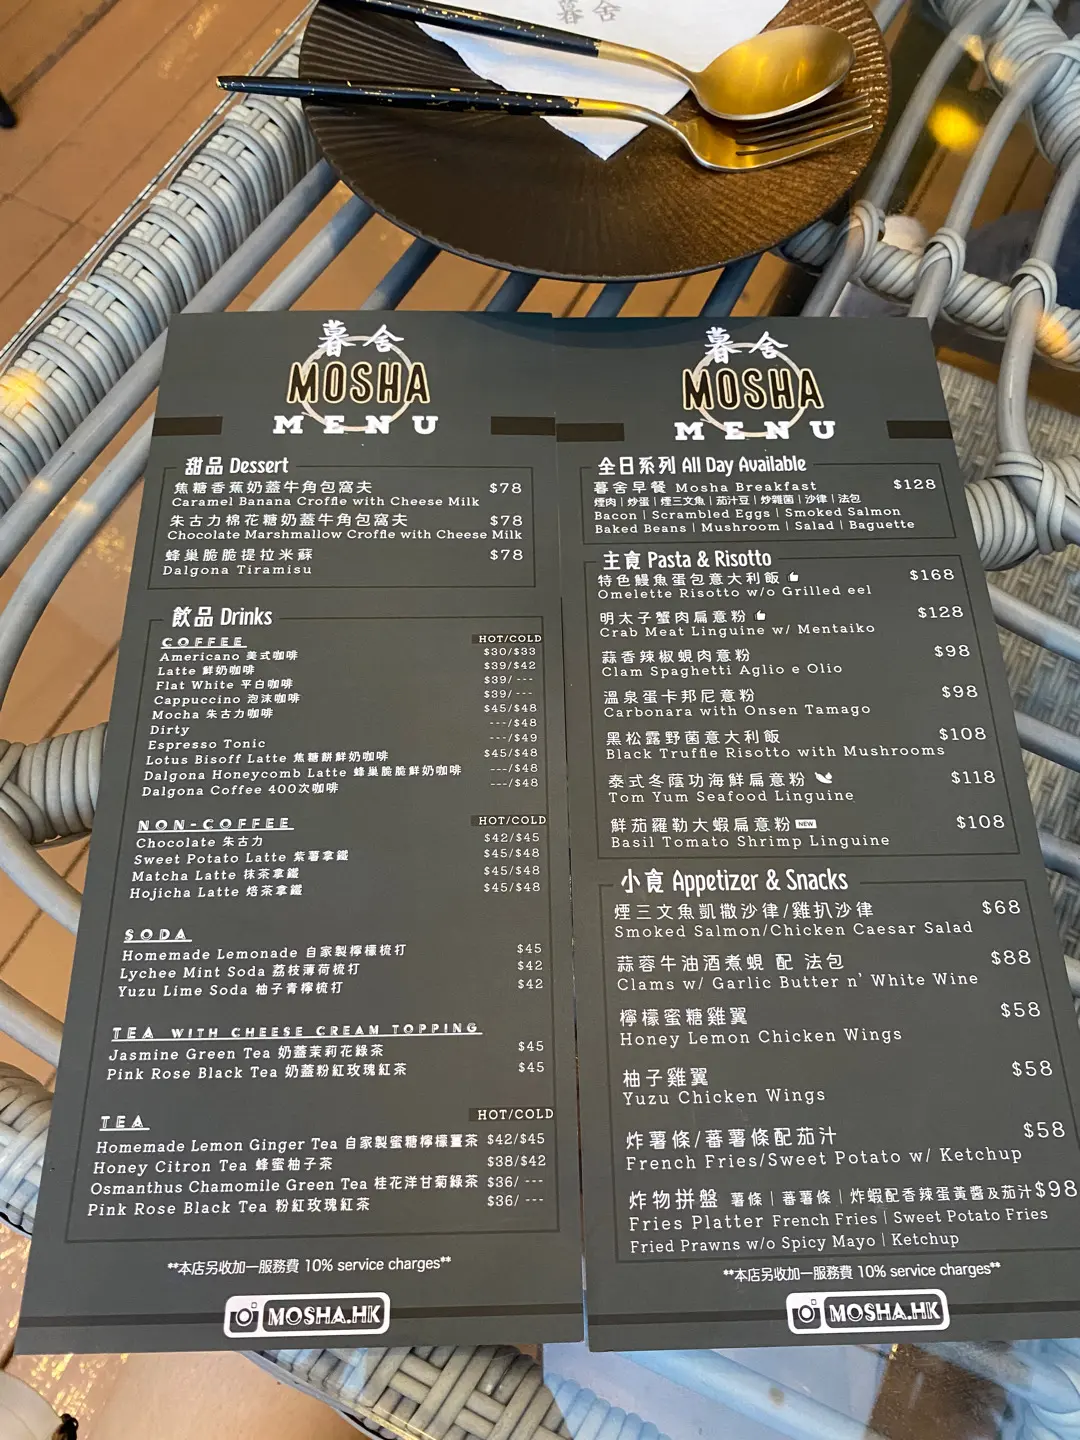 暮舍
暮舍
MOSHA
MENU
甜品 Dessert
焦糖香蕉奶蓋牛角包窩夫 $78
Caramel Banana Croffle with Cheese Milk
朱古力棉花糖奶蓋牛角包窩夫 $78
Chocolate Marshmallow Croffle with Cheese Milk
蜂巢脆脆提拉米蘇 $78
Dalgona Tiramisu
飲品 Drinks
COFFEE HOT/COLD
Americano 美式咖啡 $30/$33
Latte 鮮奶咖啡 $39/$42
Flat White 平白咖啡 $39/ ---
Cappuccino 泡沫咖啡 $39/ ---
Mocha 朱古力咖啡 $45/$48
Dirty ---/$48
Espresso Tonic ---/$49
Lotus Bisoff Latte 焦糖餅鮮奶咖啡 $45/$48
Dalgona Honeycomb Latte 蜂巢脆脆鮮奶咖啡 ---/$48
Dalgona Coffee 400次咖啡 ---/$48
NON-COFFEE HOT/COLD
Chocolate 朱古力 $42/$45
Sweet Potato Latte 紫薯拿鐵 $45/$48
Matcha Latte 抹茶拿鐵 $45/$48
Hojicha Latte 焙茶拿鐵 $45/$48
SODA
Homemade Lemonade 自家製檸檬梳打 $45
Lychee Mint Soda 荔枝薄荷梳打 $42
Yuzu Lime Soda 柚子青檸梳打 $42
TEA WITH CHEESE CREAM TOPPING
Jasmine Green Tea 奶蓋茉莉花綠茶 $45
Pink Rose Black Tea 奶蓋粉紅玫瑰紅茶 $45
TEA HOT/COLD
Homemade Lemon Ginger Tea 自家製蜜糖檸檬薑茶 $42/$45
Honey Citron Tea 蜂蜜柚子茶 $38/$42
Osmanthus Chamomile Green Tea 桂花洋甘菊綠茶 $36/ ---
Pink Rose Black Tea 粉紅玫瑰紅茶 $36/ ---
**本店另收加一服務費 10% service charges**
MOSHA.HK
暮舍
MOSHA
MENU
全日系列 All Day Available
暮舍早餐 Mosha Breakfast $128
煙肉 | 炒蛋 | 煙三文魚 | 茄汁豆 | 炒雜菌 | 沙律 | 法包
Bacon | Scrambled Eggs | Smoked Salmon
Baked Beans | Mushroom | Salad | Baguette
主食 Pasta & Risotto
特色鰻魚蛋包意大利飯 $168
Omelette Risotto w/o Grilled eel
明太子蟹肉扁意粉 $128
Crab Meat Linguine w/ Mentaiko
蒜香辣椒蜆肉意粉 $98
Clam Spaghetti Aglio e Olio
溫泉蛋卡邦尼意粉 $98
Carbonara with Onsen Tamago
黑松露野菌意大利飯 $108
Black Truffle Risotto with Mushrooms
泰式冬蔭功海鮮扁意粉 $118
Tom Yum Seafood Linguine
鮮茄羅勒大蝦扁意粉 NEW $108
Basil Tomato Shrimp Linguine
小食 Appetizer & Snacks
煙三文魚凱撒沙律/雞扒沙律 $68
Smoked Salmon/Chicken Caesar Salad
蒜蓉牛油酒煮蜆 配 法包 $88
Clams w/ Garlic Butter n' White Wine
檸檬蜜糖雞翼 $58
Honey Lemon Chicken Wings
柚子雞翼 $58
Yuzu Chicken Wings
炸薯條/蕃薯條配茄汁 $58
French Fries/Sweet Potato w/ Ketchup
炸物拼盤 薯條 | 蕃薯條 | 炸蝦配香辣蛋黃醬及茄汁 $98
Fries Platter French Fries | Sweet Potato Fries
Fried Prawns w/o Spicy Mayo | Ketchup
**本店另收加一服務費 10% service charges**
MOSHA.HK